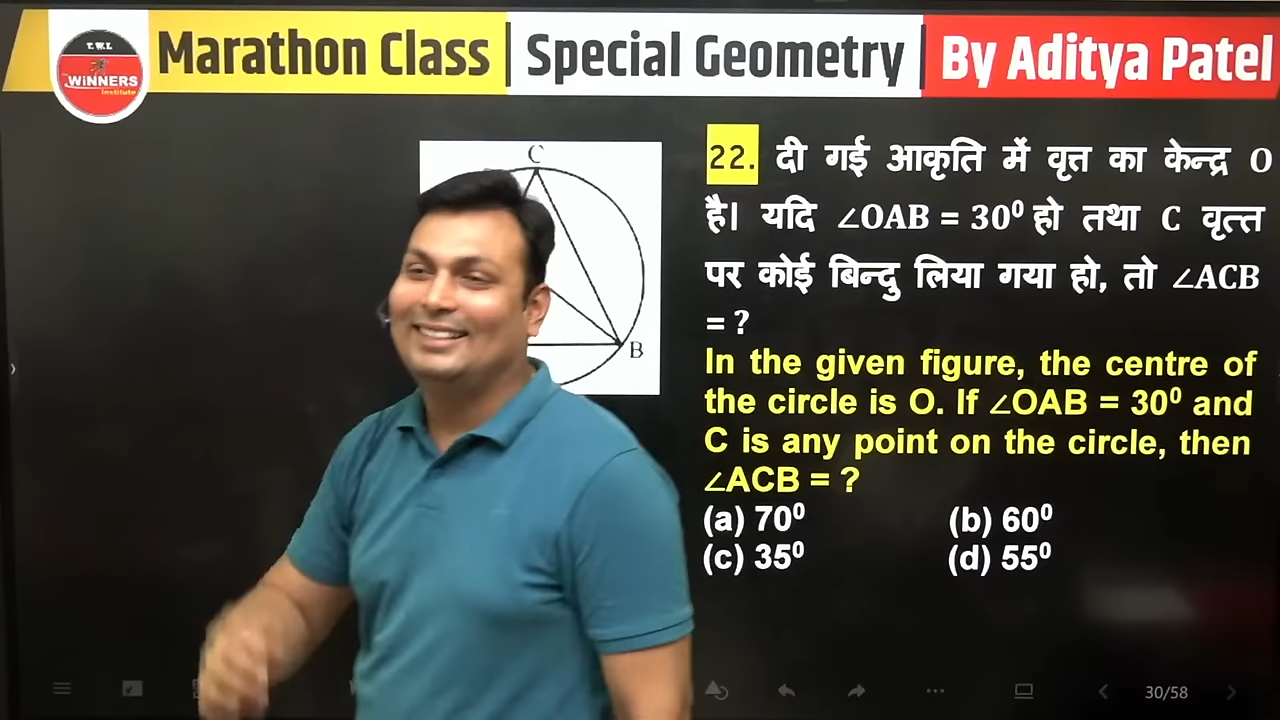 T.W.I.
The WINNERS
Institute
Marathon Class | Special Geometry By Aditya Patel
C
B
22. दी गई आकृति में वृत्त का केन्द्र O
है। यदि ∠OAB = 30⁰ हो तथा C वृत्त
पर कोई बिन्दु लिया गया हो, तो ∠ACB
= ?
In the given figure, the centre of
the circle is O. If ∠OAB = 30⁰ and
C is any point on the circle, then
∠ACB = ?
(a) 70⁰ (b) 60⁰
(c) 35⁰ (d) 55⁰
30/58